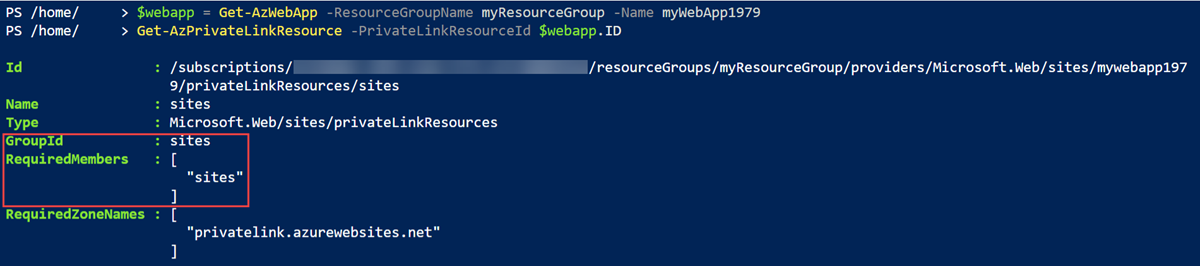 PS /home/ > $webapp = Get-AzWebApp -ResourceGroupName myResourceGroup -Name myWebApp1979
PS /home/ > Get-AzPrivateLinkResource -PrivateLinkResourceId $webapp.ID
Id : /subscriptions/ /resourceGroups/myResourceGroup/providers/Microsoft.Web/sites/mywebapp197
9/privateLinkResources/sites
Name : sites
Type : Microsoft.Web/sites/privateLinkResources
GroupId : sites
RequiredMembers : [
"sites"
]
RequiredZoneNames : [
"privatelink.azurewebsites.net"
]